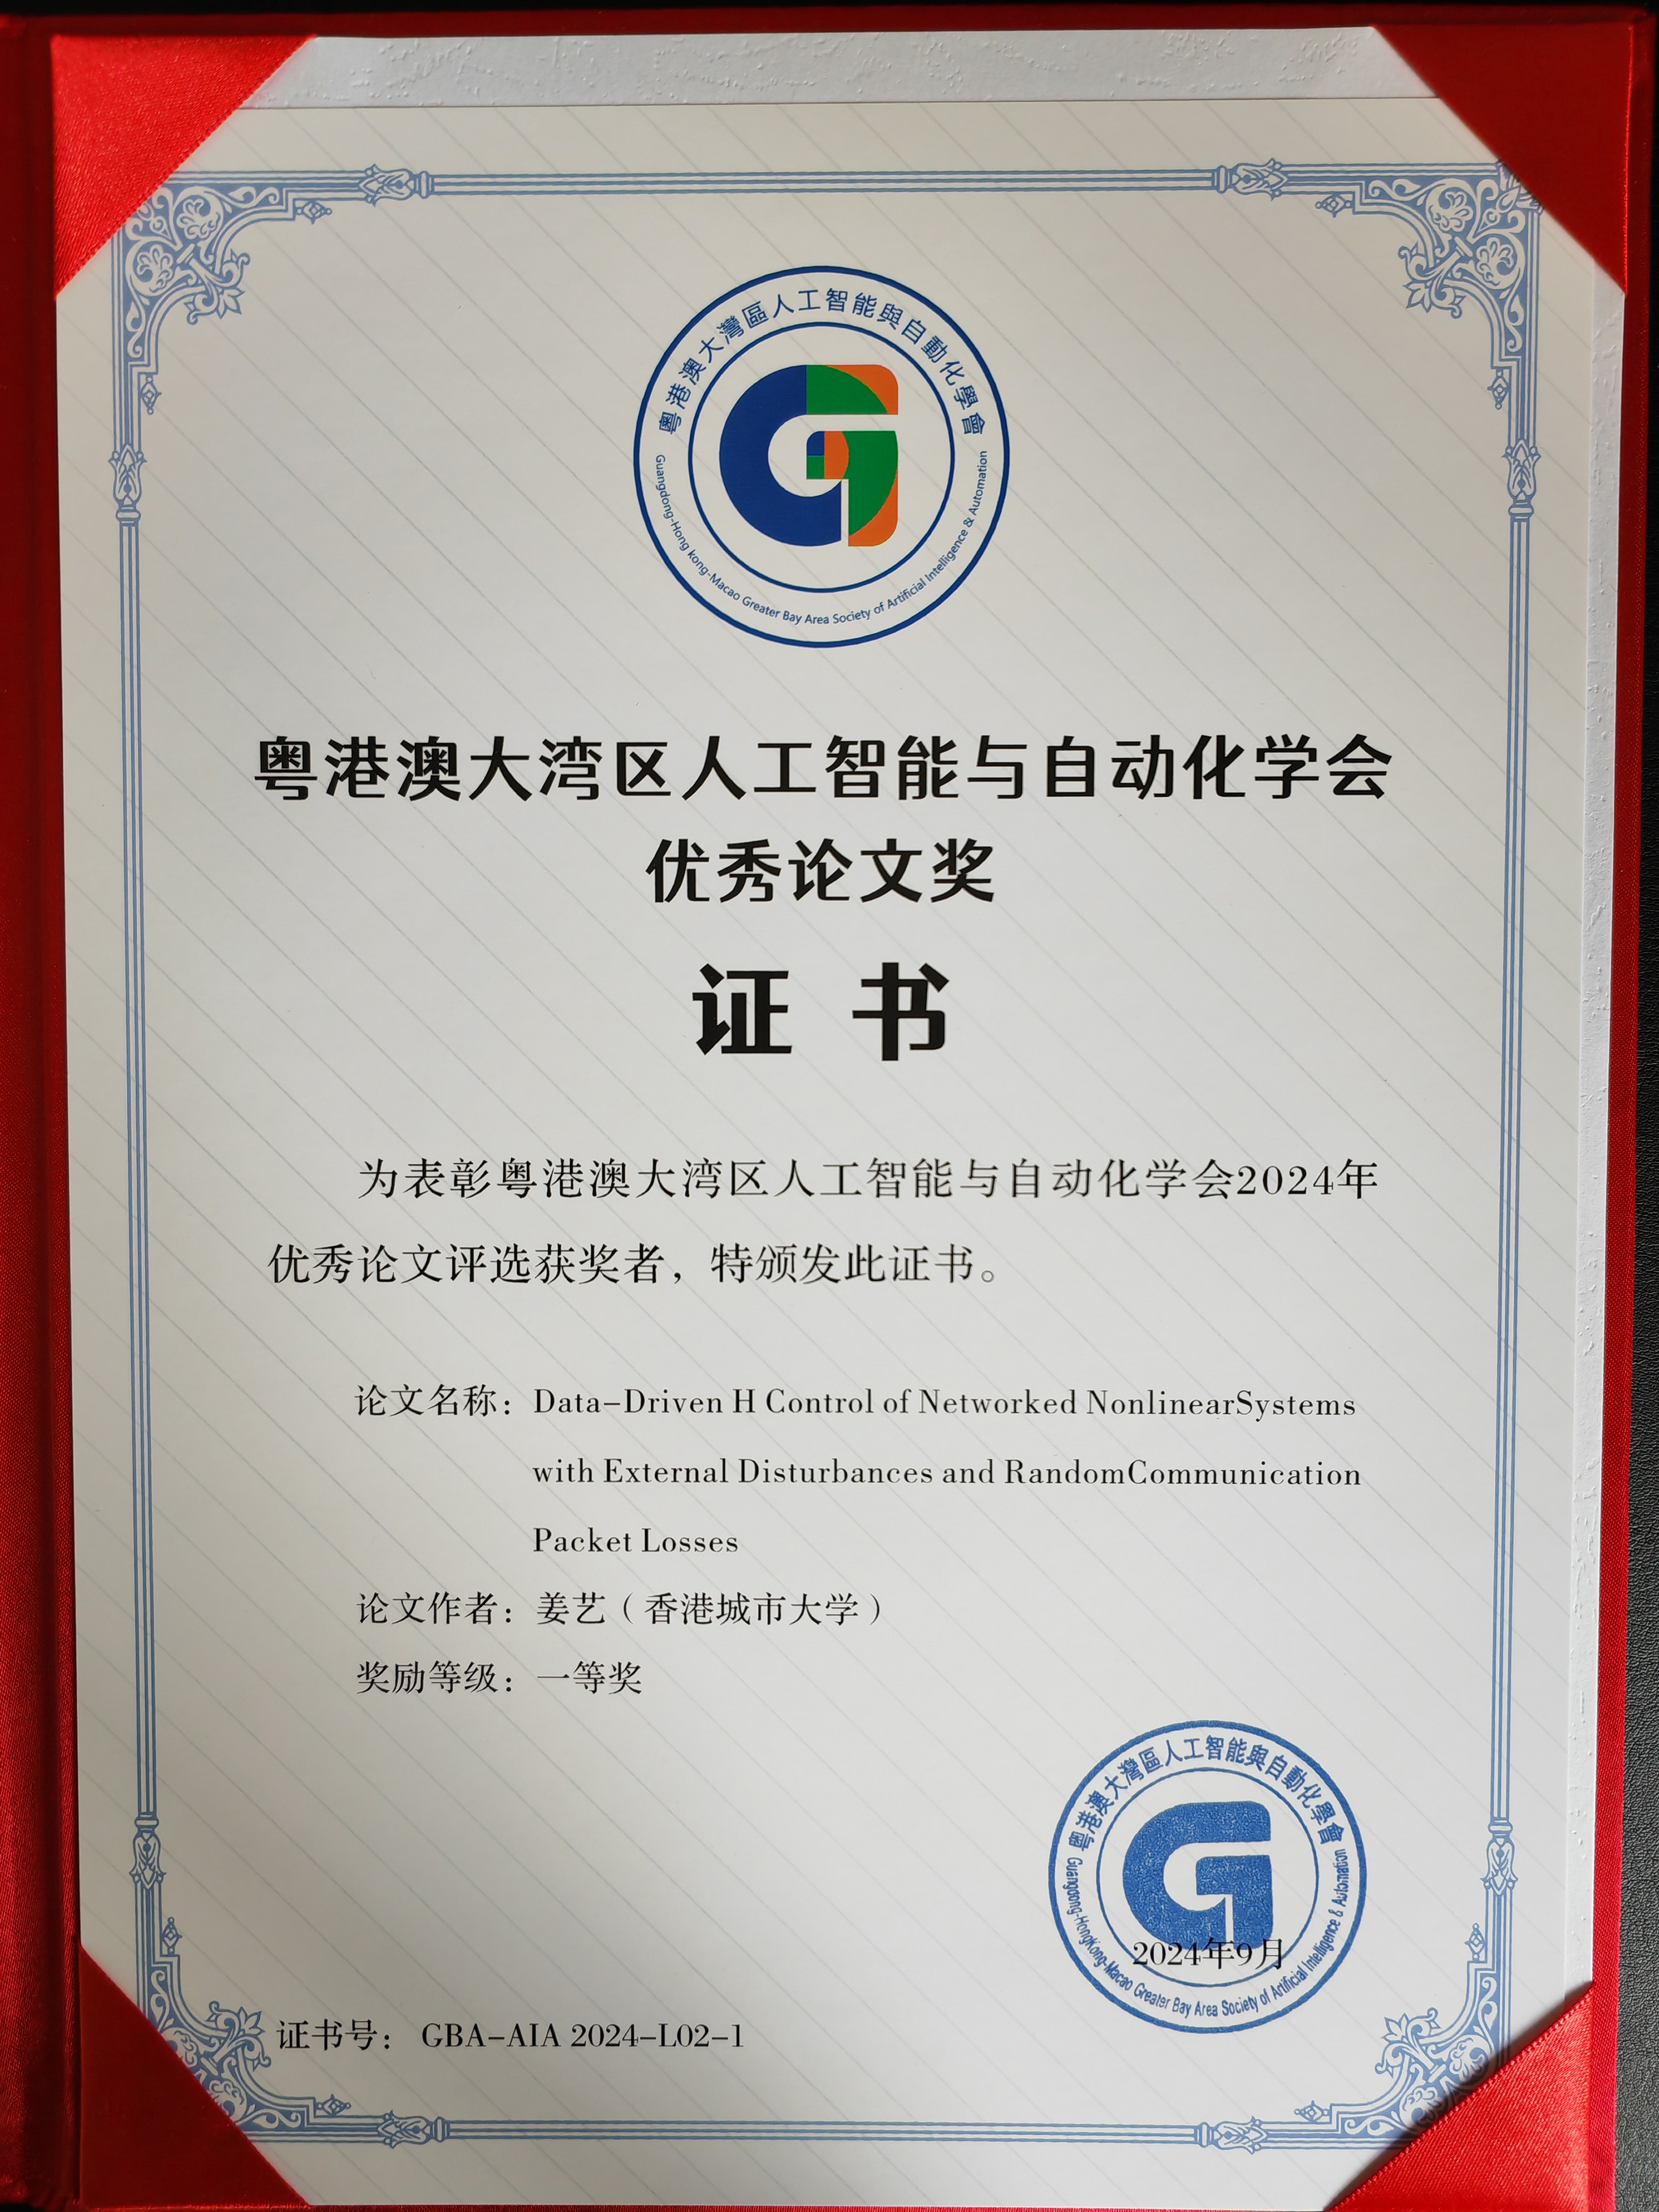 粵港澳大灣區人工智能與自動化學會
Guangdong-Hong kong-Macao Greater Bay Area Society of Artificial Intelligence & Automation
粤港澳大湾区人工智能与自动化学会
优秀论文奖
证 书
为表彰粤港澳大湾区人工智能与自动化学会2024年
优秀论文评选获奖者，特颁发此证书。
论文名称：Data-Driven H Control of Networked NonlinearSystems
with External Disturbances and RandomCommunication
Packet Losses
论文作者：姜艺（香港城市大学）
奖励等级：一等奖
粵港澳大灣區人工智能與自動化學會
Guangdong-HongKong-Macao Greater Bay Area Society of Artificial Intelligence & Automation
2024年9月
证书号： GBA-AIA 2024-L02-1